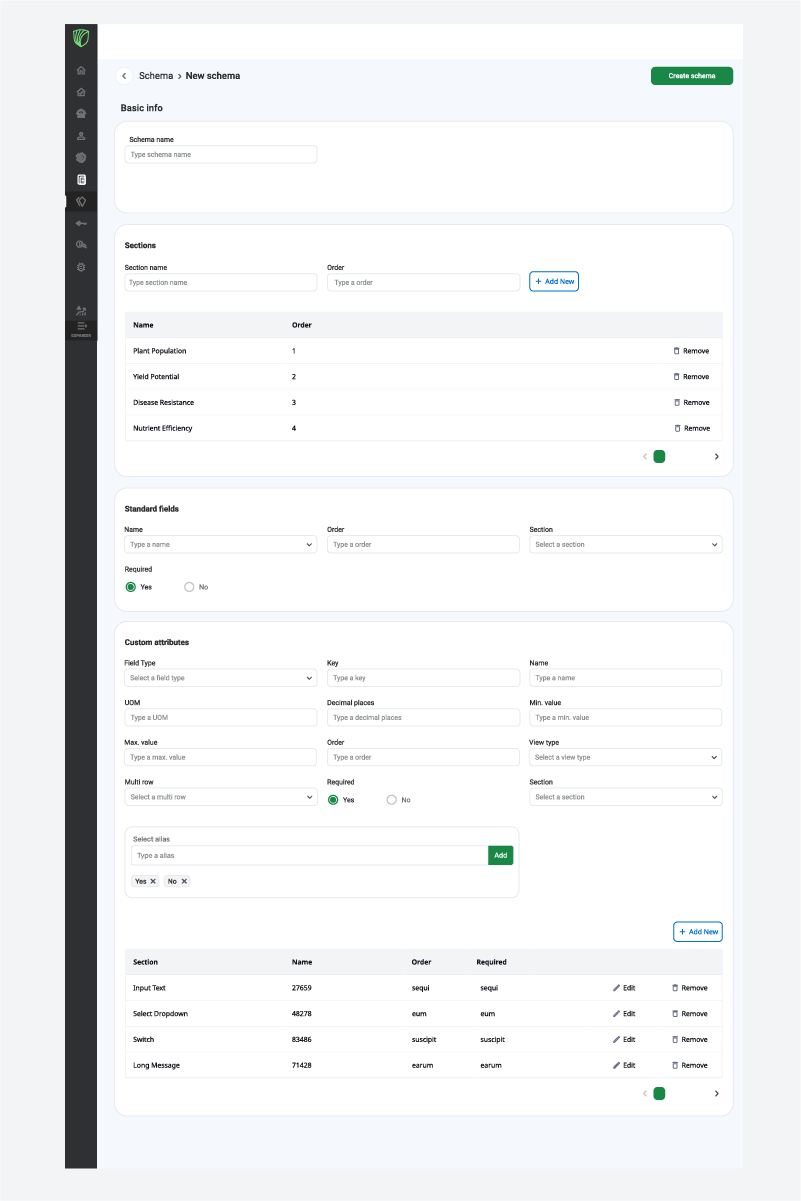 Schema > New schema
Create schema
Basic info
Schema name
Type schema name
Sections
Section name Order
Type section name Type a order + Add New
Name Order
Plant Population 1 Remove
Yield Potential 2 Remove
Disease Resistance 3 Remove
Nutrient Efficiency 4 Remove
Standard fields
Name Order Section
Type a name Type a order Select a section
Required
Yes No
Custom attributes
Field Type Key Name
Select a field type Type a key Type a name
UOM Decimal places Min. value
Type a UOM Type a decimal places Type a min. value
Max. value Order View type
Type a max. value Type a order Select a view type
Multi row Required Section
Select a multi row Yes No Select a section
Select alias
Type a alias Add
Yes No
+ Add New
Section Name Order Required
Input Text 27659 sequi sequi Edit Remove
Select Dropdown 48278 eum eum Edit Remove
Switch 83486 suscipit suscipit Edit Remove
Long Message 71428 earum earum Edit Remove